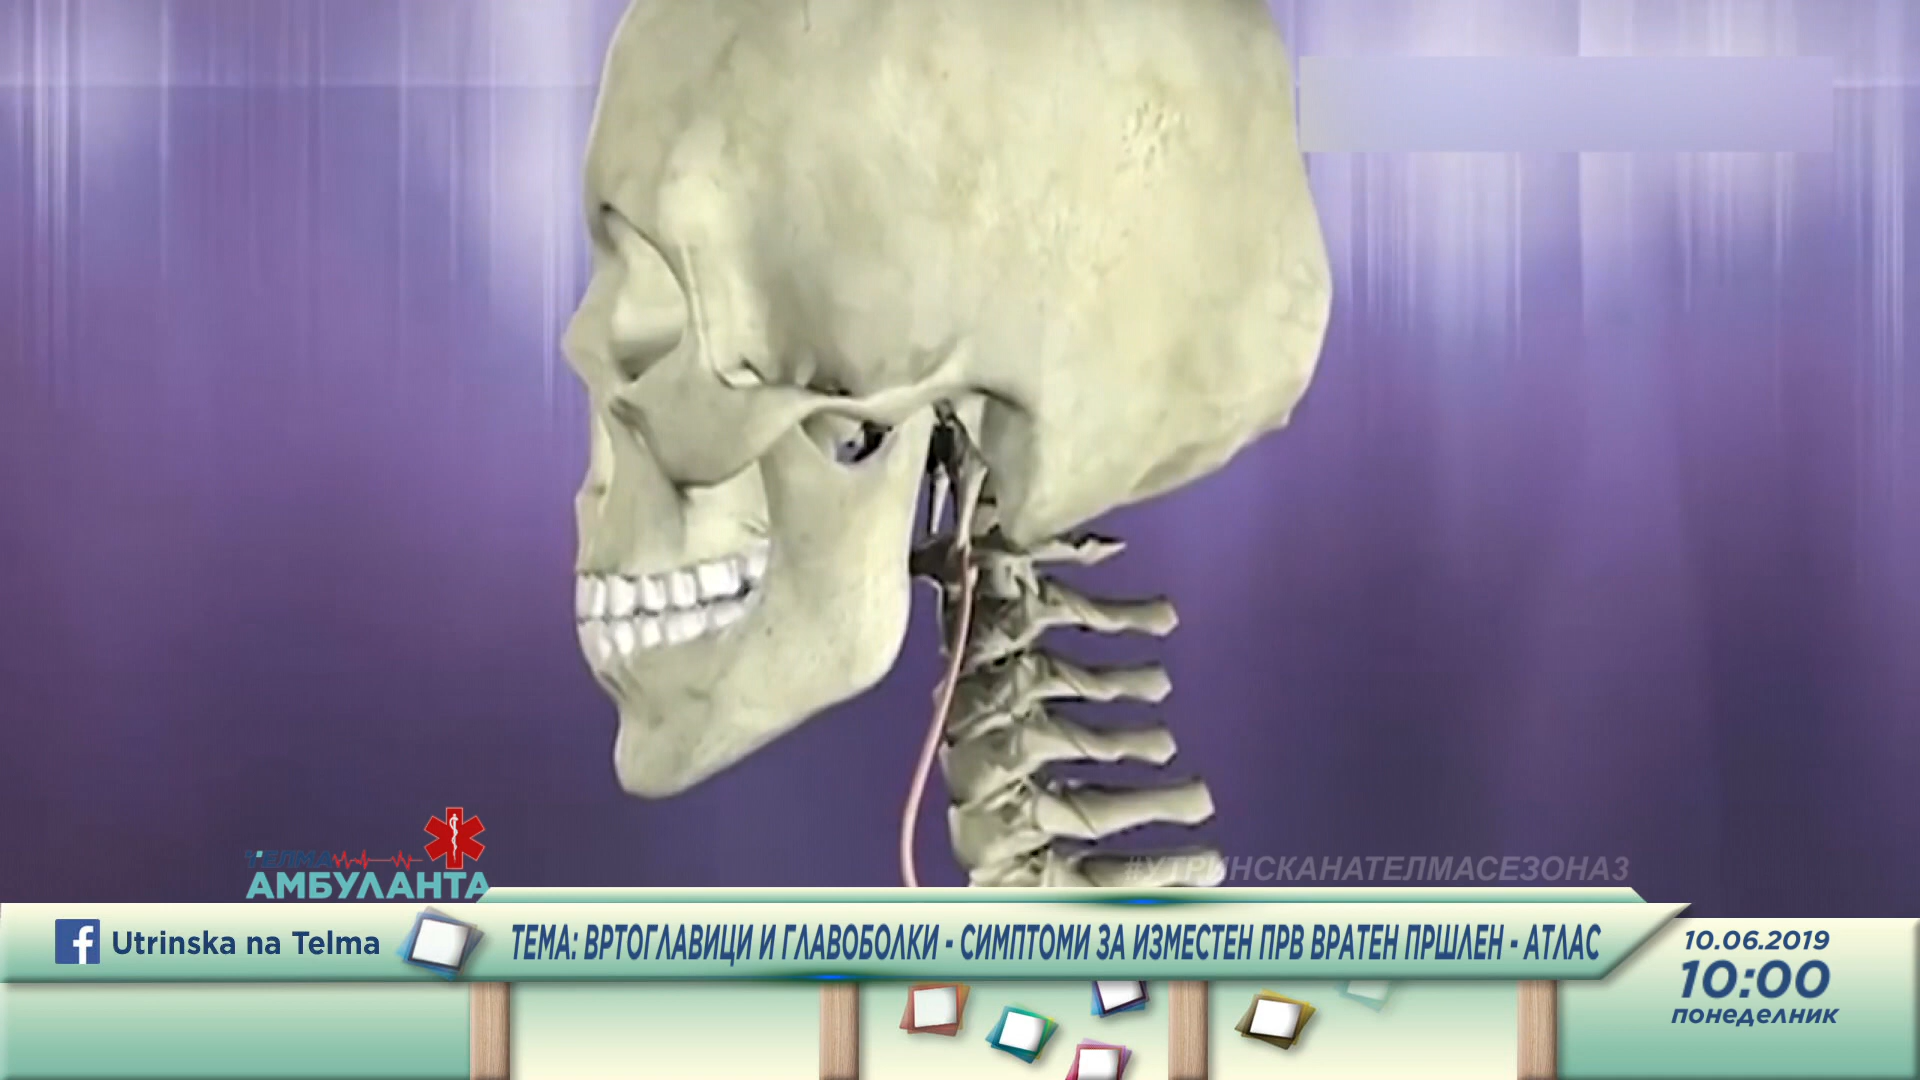 #УТРИНСКАНАТЕЛМАСЕЗОНА3
ТЕЛМА
АМБУЛАНТА
Utrinska na Telma
ТЕМА: ВРТОГЛАВИЦИ И ГЛАВОБОЛКИ - СИМПТОМИ ЗА ИЗМЕСТЕН ПРВ ВРАТЕН ПРШЛЕН - АТЛАС
10.06.2019
10:00
понеделник